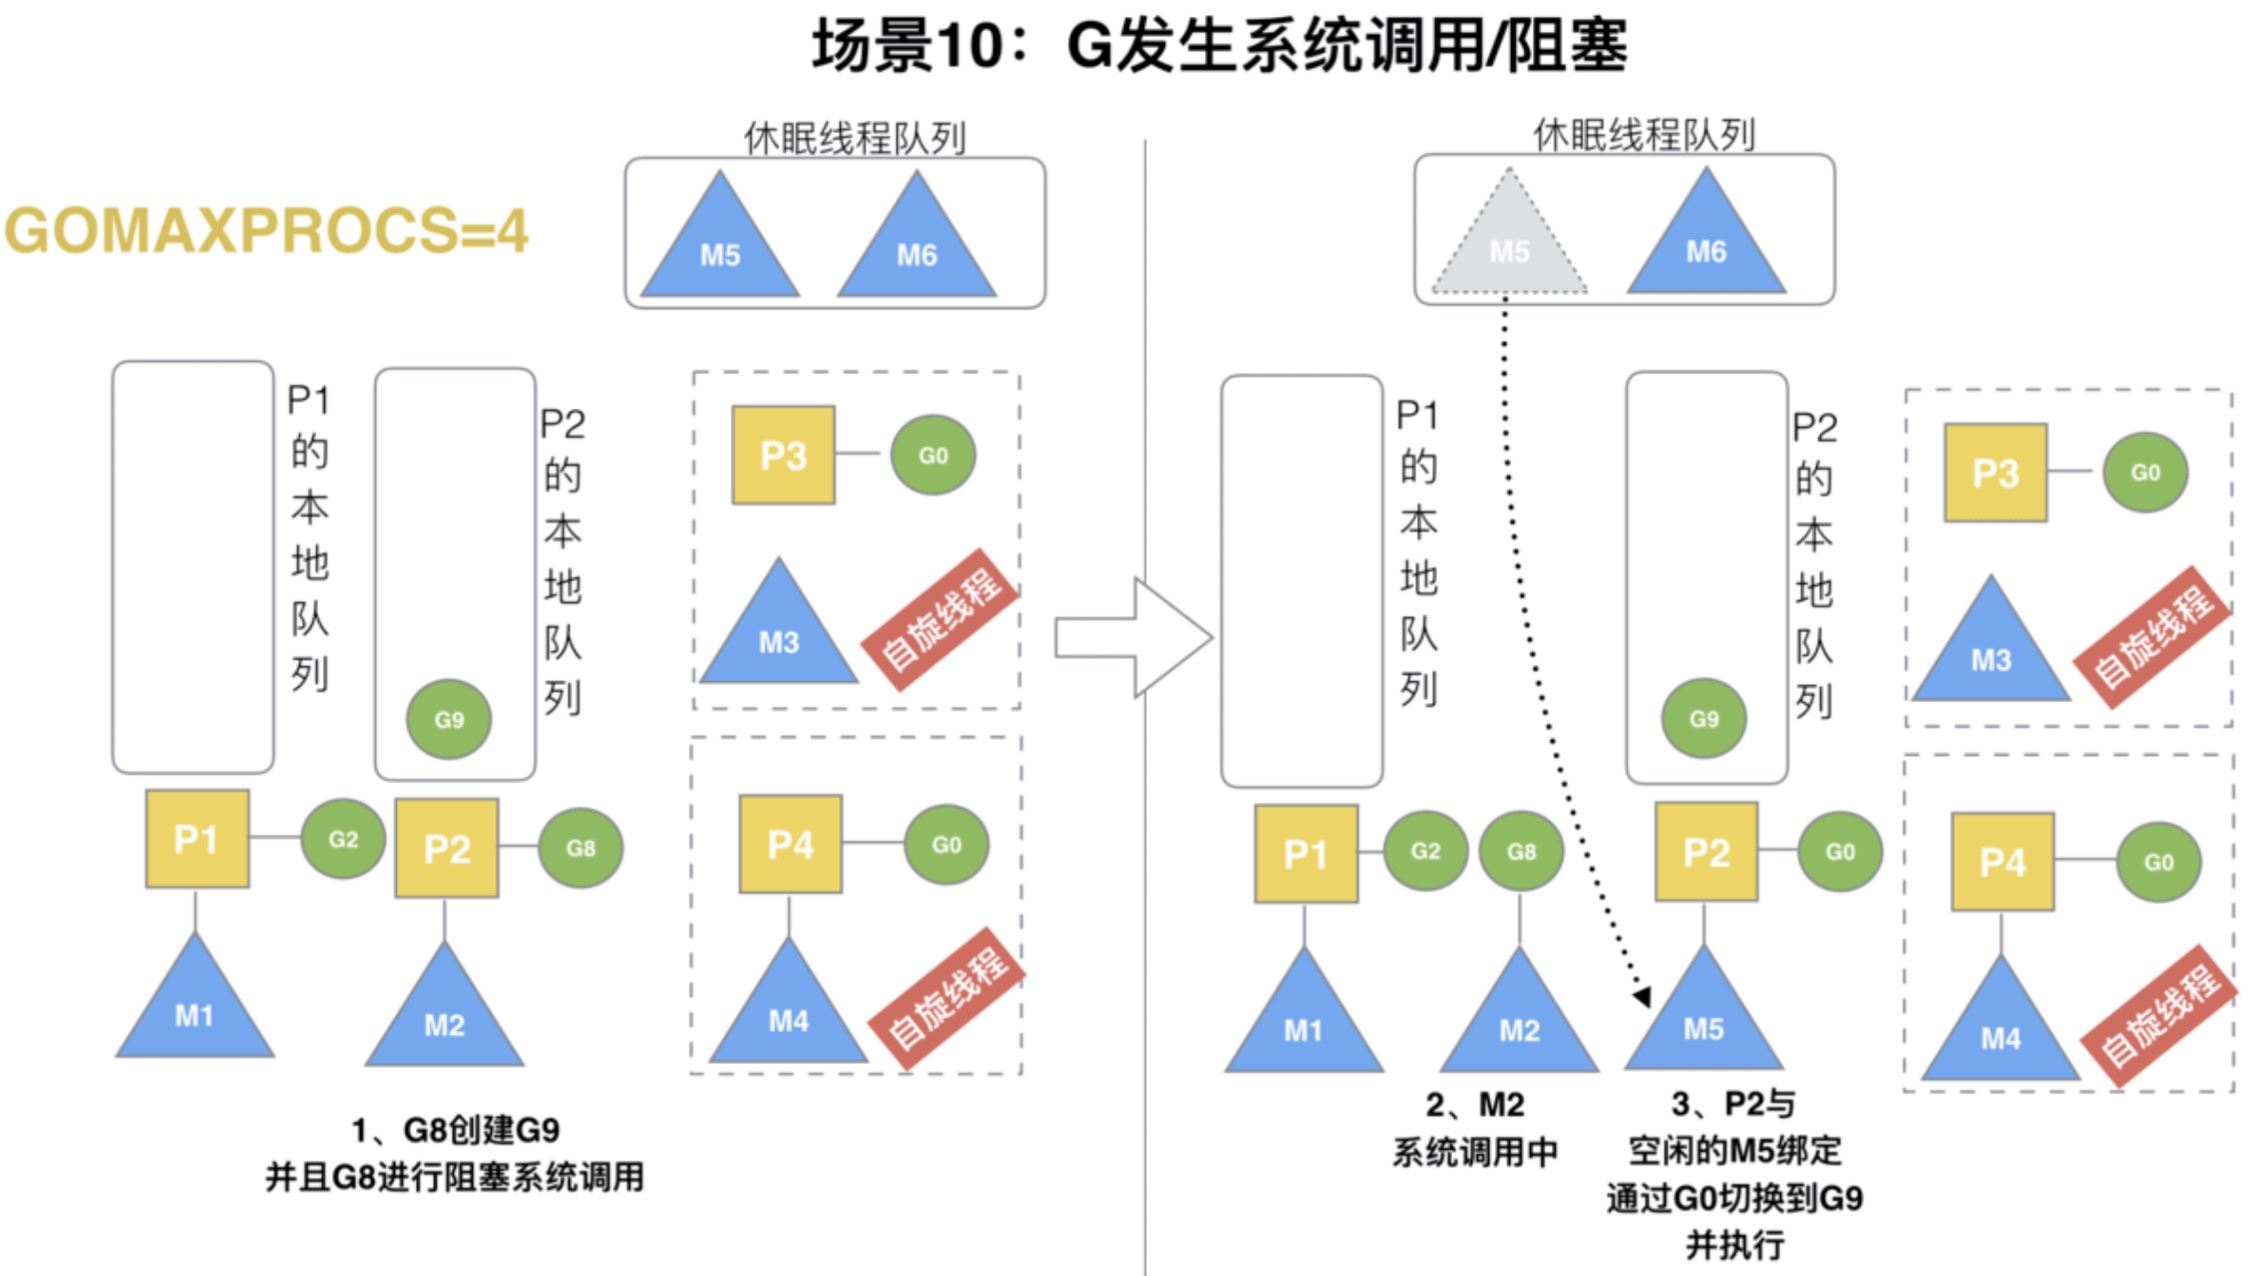 场景10：G发生系统调用/阻塞
GOMAXPROCS=4
休眠线程队列
M5
M6
P1的本地队列
P2的本地队列
G9
P1
G2
P2
G8
M1
M2
P3
G0
M3
自旋线程
P4
G0
M4
自旋线程
1、G8创建G9
并且G8进行阻塞系统调用
休眠线程队列
M5
M6
P1的本地队列
P2的本地队列
G9
P1
G2
G8
P2
G0
M1
M2
M5
P3
G0
M3
自旋线程
P4
G0
M4
自旋线程
2、M2
系统调用中
3、P2与
空闲的M5绑定
通过G0切换到G9
并执行